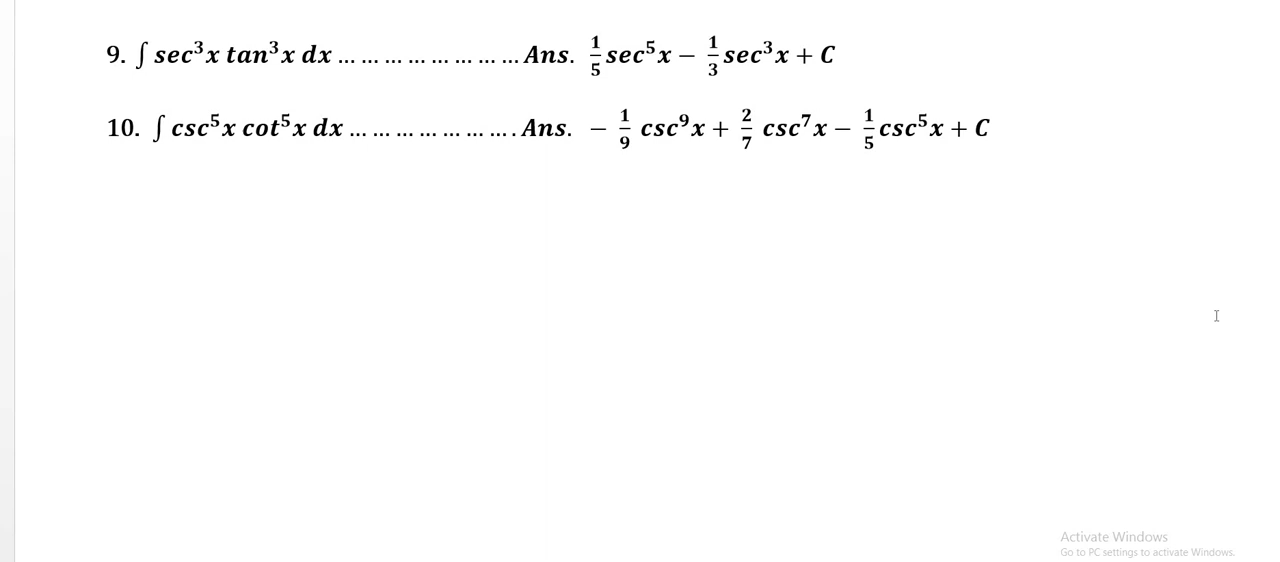 9. ∫ sec³x tan³x dx ... ... ... ... ... ... ... ... Ans. 1/5 sec⁵x − 1/3 sec³x + C
10. ∫ csc⁵x cot⁵x dx ... ... ... ... ... ... .... Ans. − 1/9 csc⁹x + 2/7 csc⁷x − 1/5 csc⁵x + C
Activate Windows
Go to PC settings to activate Windows.